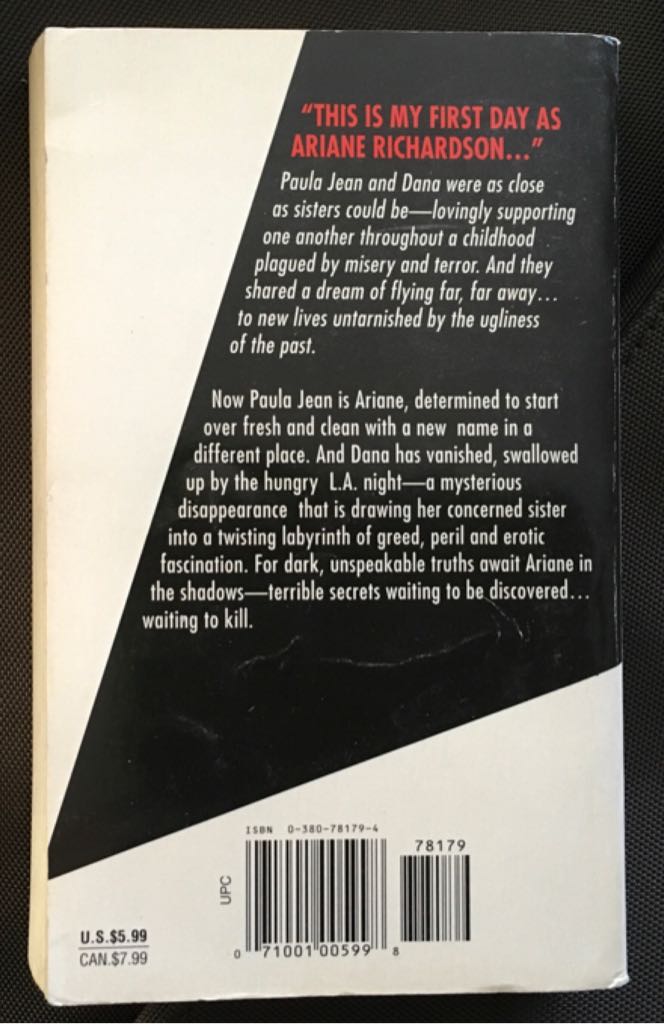 “THIS IS MY FIRST DAY AS
ARIANE RICHARDSON...”
Paula Jean and Dana were as close
as sisters could be—lovingly supporting
one another throughout a childhood
plagued by misery and terror. And they
shared a dream of flying far, far away...
to new lives untarnished by the ugliness
of the past.
Now Paula Jean is Ariane, determined to start
over fresh and clean with a new name in a
different place. And Dana has vanished, swallowed
up by the hungry L.A. night—a mysterious
disappearance that is drawing her concerned sister
into a twisting labyrinth of greed, peril and erotic
fascination. For dark, unspeakable truths await Ariane in
the shadows—terrible secrets waiting to be discovered...
waiting to kill.
ISBN 0-380-78179-4
78179
UPC
U.S.$5.99
CAN.$7.99
0 71001 00599 8